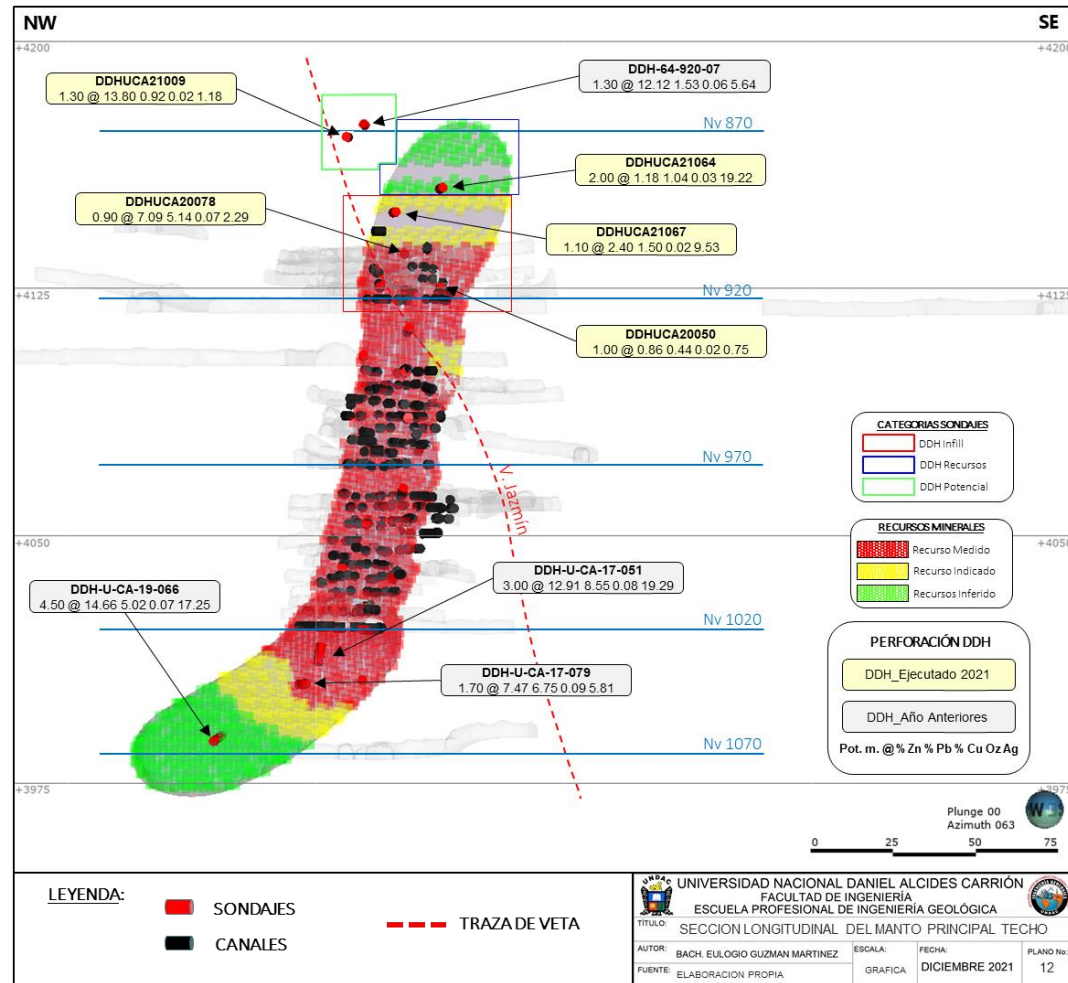 NW
SE
+4200
+4200
DDHUCA21009
1.30 @ 13.80 0.92 0.02 1.18
DDH-64-920-07
1.30 @ 12.12 1.53 0.06 5.64
Nv 870
DDHUCA21064
2.00 @ 1.18 1.04 0.03 19.22
DDHUCA20078
0.90 @ 7.09 5.14 0.07 2.29
DDHUCA21067
1.10 @ 2.40 1.50 0.02 9.53
+4125
+4125
Nv 920
DDHUCA20050
1.00 @ 0.86 0.44 0.02 0.75
CATEGORIAS SONDAJES
DDH Infill
DDH Recursos
DDH Potencial
Nv 970
V. Jazmín
RECURSOS MINERALES
Recurso Medido
Recurso Indicado
Recursos Inferido
+4050
+4050
DDH-U-CA-17-051
3.00 @ 12.91 8.55 0.08 19.29
DDH-U-CA-19-066
4.50 @ 14.66 5.02 0.07 17.25
Nv 1020
PERFORACIÓN DDH
DDH_Ejecutado 2021
DDH_Año Anteriores
Pot. m. @ % Zn % Pb % Cu Oz Ag
DDH-U-CA-17-079
1.70 @ 7.47 6.75 0.09 5.81
Nv 1070
+3975
+3975
Plunge 00
Azimuth 063
W
0 25 50 75
LEYENDA:
SONDAJES
CANALES
TRAZA DE VETA
UNDAC
UNIVERSIDAD NACIONAL DANIEL ALCIDES CARRIÓN
FACULTAD DE INGENIERÍA
ESCUELA PROFESIONAL DE INGENIERÍA GEOLÓGICA
TÍTULO: SECCION LONGITUDINAL DEL MANTO PRINCIPAL TECHO
AUTOR: BACH. EULOGIO GUZMAN MARTINEZ
FUENTE: ELABORACION PROPIA
ESCALA:
GRAFICA
FECHA:
DICIEMBRE 2021
PLANO No:
12